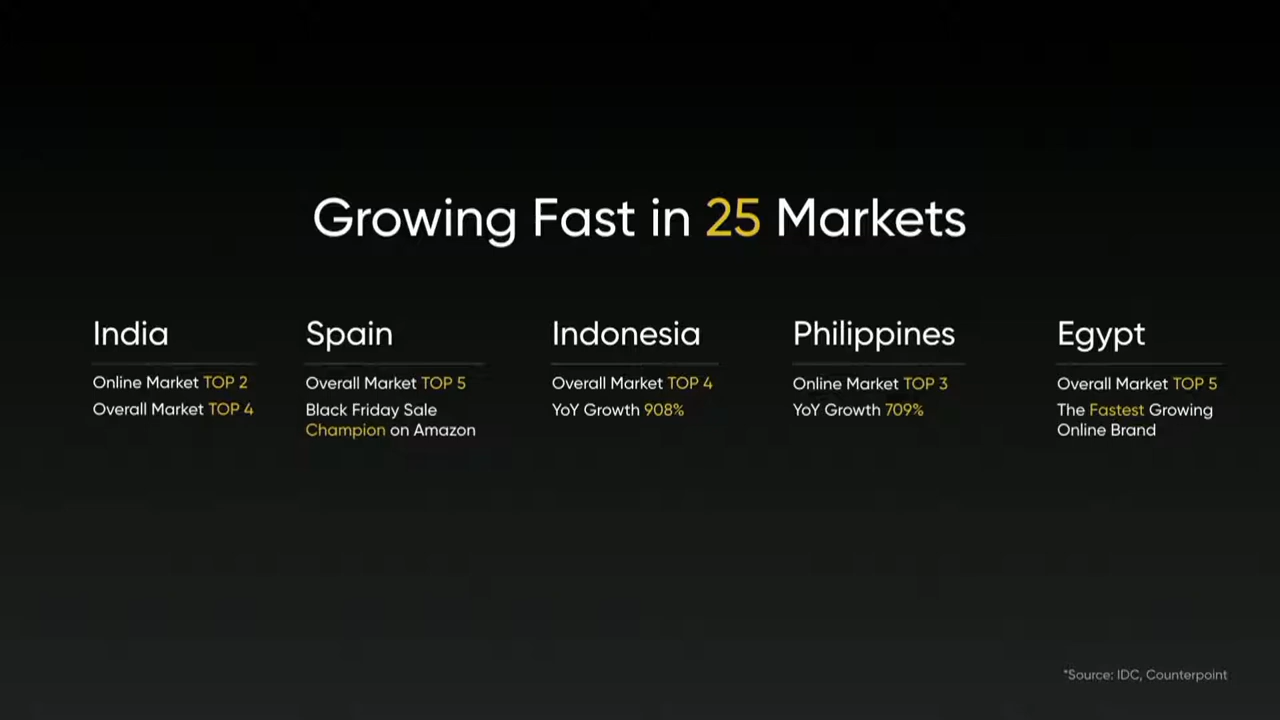 Growing Fast in 25 Markets
India
Online Market TOP 2
Overall Market TOP 4
Spain
Overall Market TOP 5
Black Friday Sale
Champion on Amazon
Indonesia
Overall Market TOP 4
YoY Growth 908%
Philippines
Online Market TOP 3
YoY Growth 709%
Egypt
Overall Market TOP 5
The Fastest Growing
Online Brand
*Source: IDC, Counterpoint